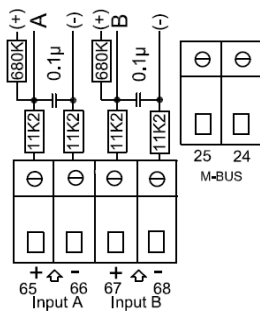 (+) A (-) (+) B (-)
680K 0.1µ 680K 0.1µ
11K2 11K2 11K2 11K2
25 24
M-BUS
+ - + -
65 66 67 68
Input A Input B